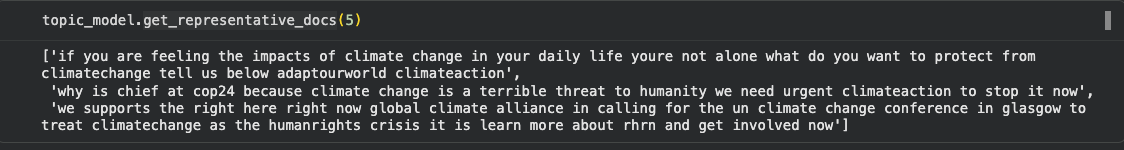 topic_model.get_representative_docs(5)
['if you are feeling the impacts of climate change in your daily life youre not alone what do you want to protect from
climatechange tell us below adaptourworld climateaction',
'why is chief at cop24 because climate change is a terrible threat to humanity we need urgent climateaction to stop it now',
'we supports the right here right now global climate alliance in calling for the un climate change conference in glasgow to
treat climatechange as the humanrights crisis it is learn more about rhrn and get involved now']